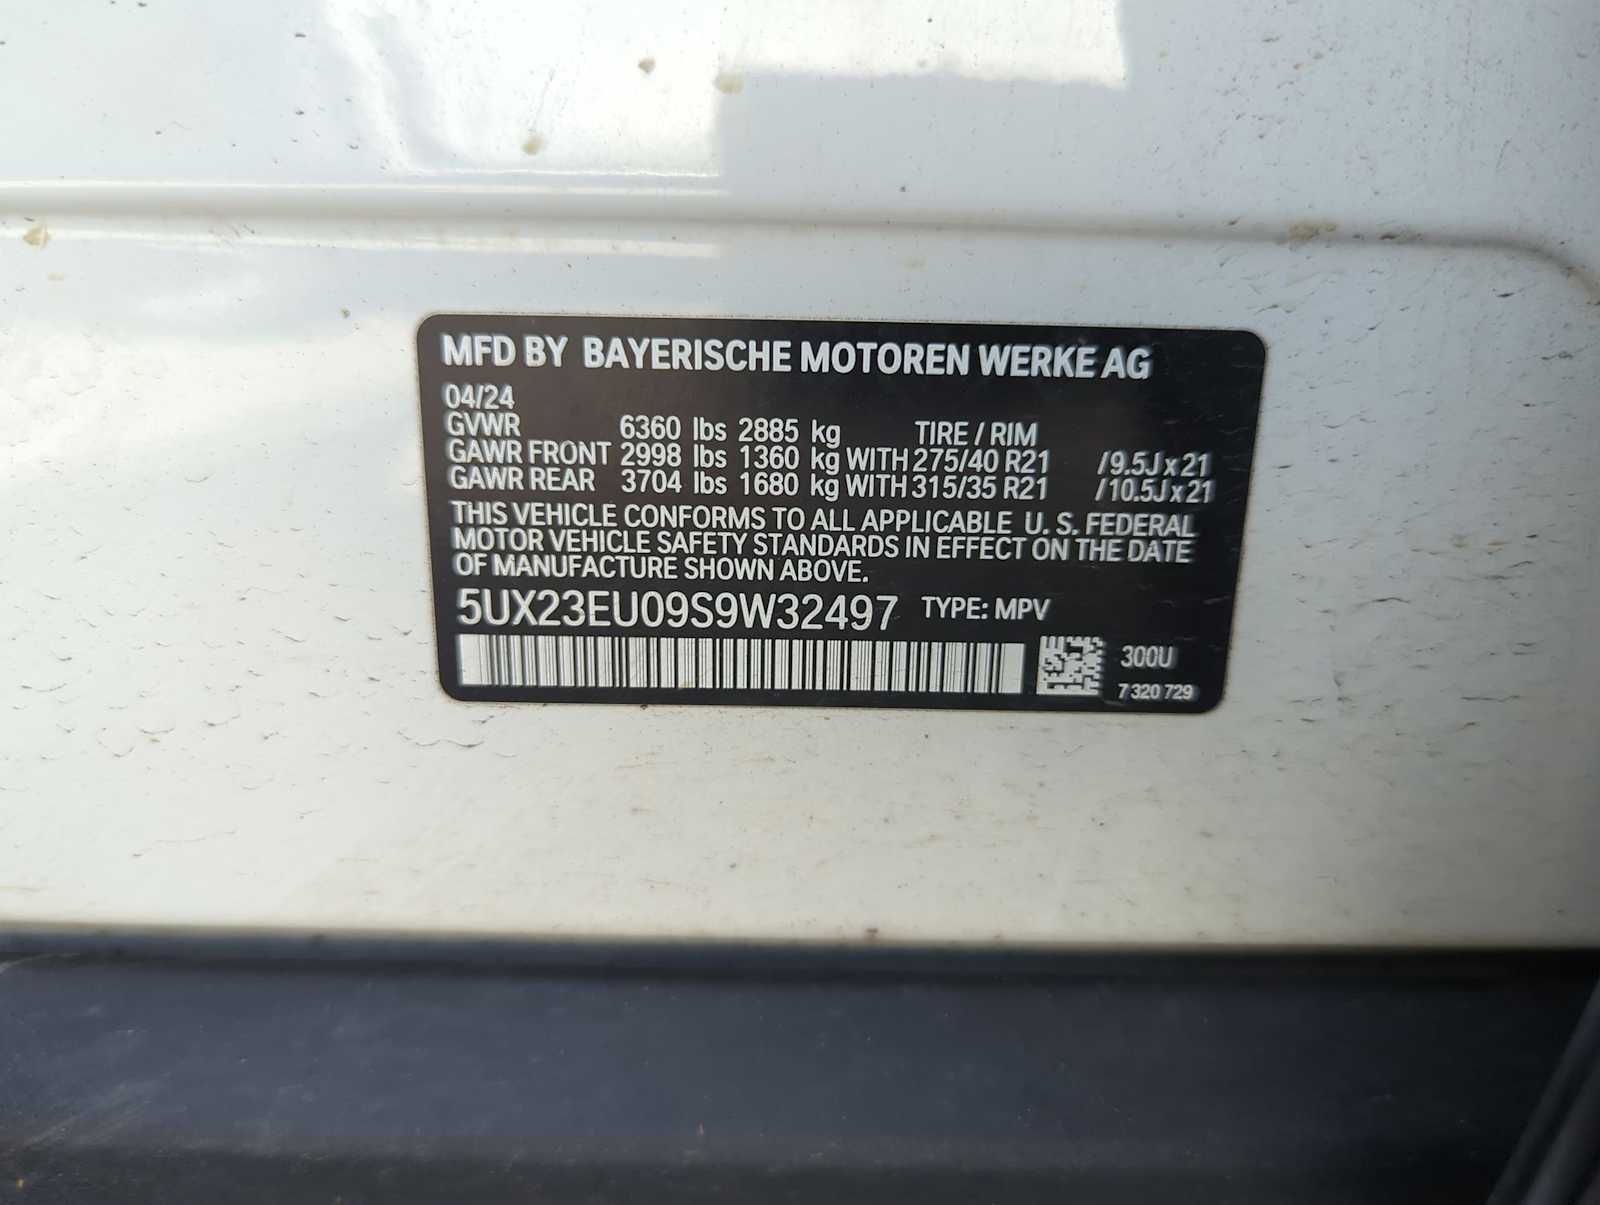 MFD BY BAYERISCHE MOTOREN WERKE AG
04/24
GVWR 6360 lbs 2885 kg TIRE / RIM
GAWR FRONT 2998 lbs 1360 kg WITH 275/40 R21 /9.5J x 21
GAWR REAR 3704 lbs 1680 kg WITH 315/35 R21 /10.5J x 21
THIS VEHICLE CONFORMS TO ALL APPLICABLE U. S. FEDERAL
MOTOR VEHICLE SAFETY STANDARDS IN EFFECT ON THE DATE
OF MANUFACTURE SHOWN ABOVE.
5UX23EU09S9W32497 TYPE: MPV
300U
7 320 729